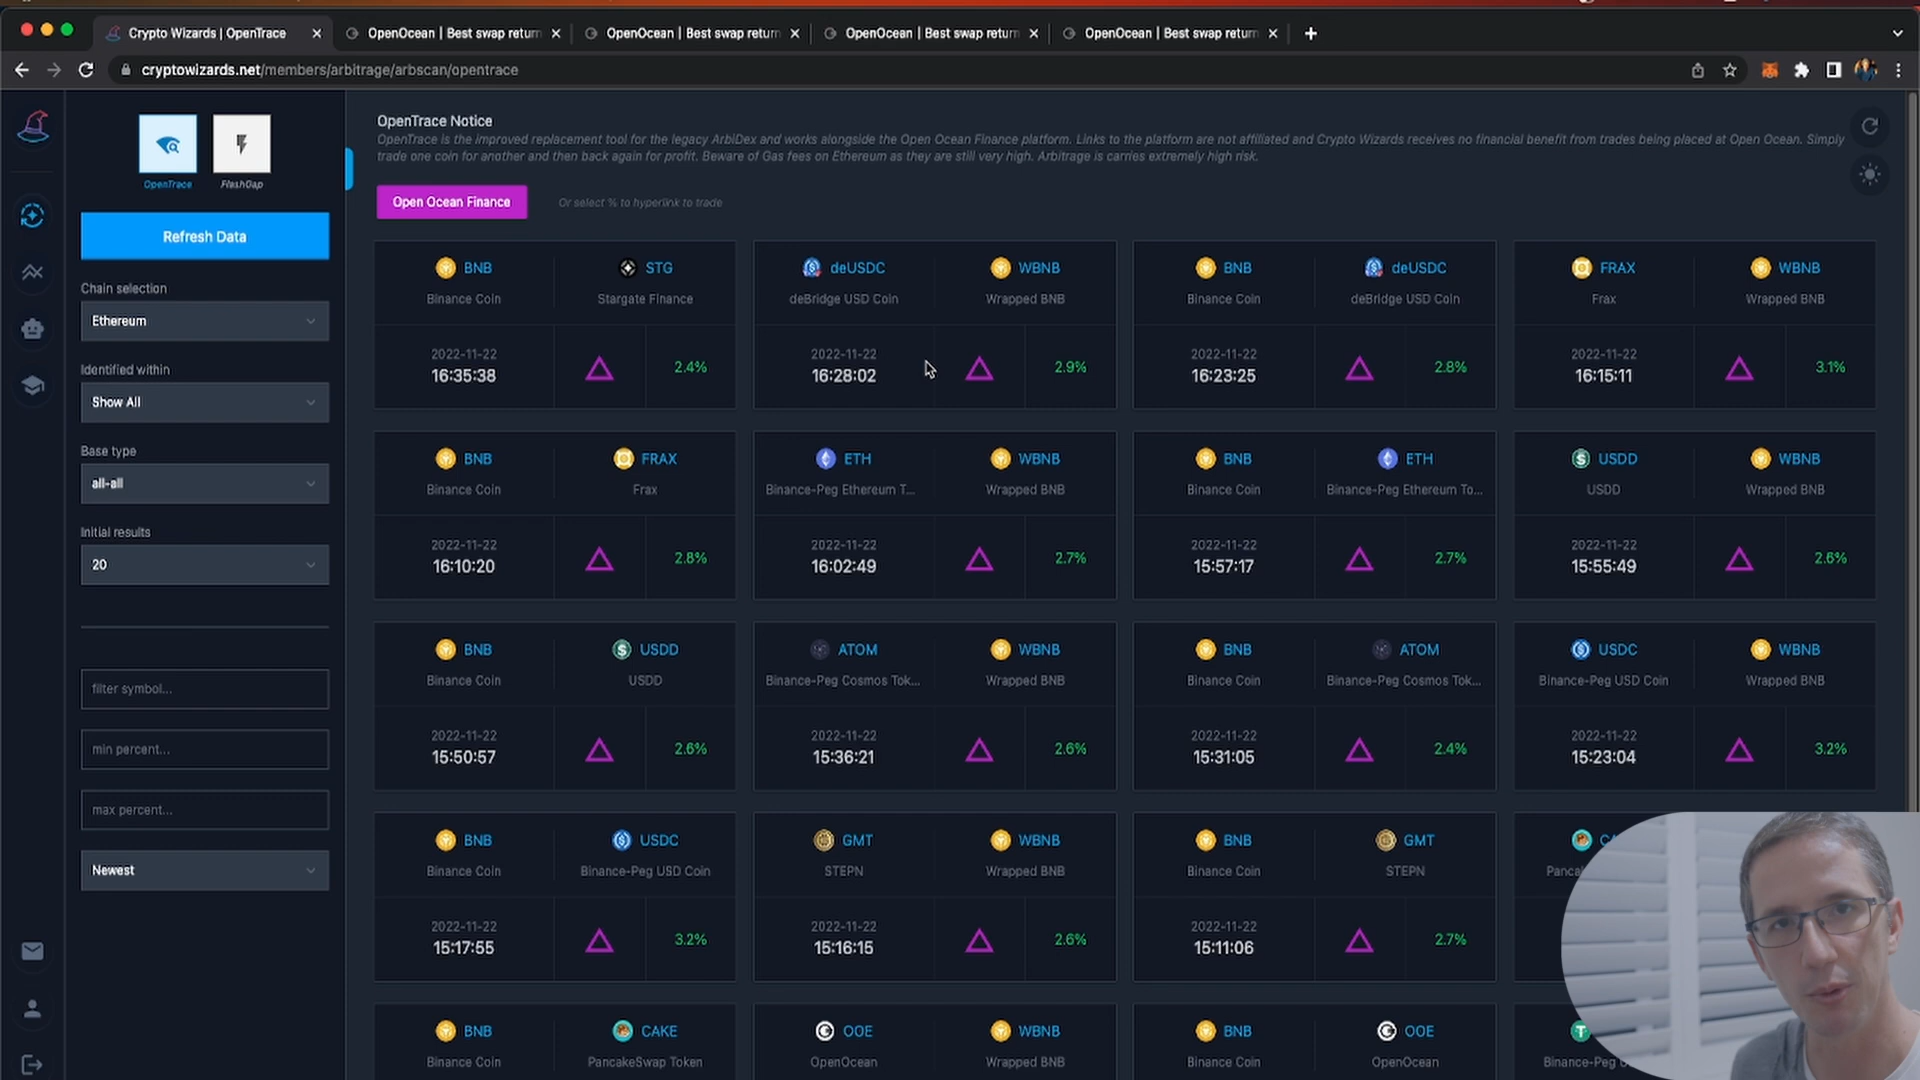 Crypto Wizards | OpenTrace
OpenOcean | Best swap return
OpenOcean | Best swap return
OpenOcean | Best swap return
OpenOcean | Best swap return
cryptowizards.net/members/arbitrage/arbscan/opentrace
OpenTrace
FlashGap
Refresh Data
Chain selection
Ethereum
Identified within
Show All
Base type
all-all
Initial results
20
filter symbol...
min percent...
max percent...
Newest
OpenTrace Notice
OpenTrace is the improved replacement tool for the legacy ArbiDex and works alongside the Open Ocean Finance platform. Links to the platform are not affiliated and Crypto Wizards receives no financial benefit from trades being placed at Open Ocean. Simply
trade one coin for another and then back again for profit. Beware of Gas fees on Ethereum as they are still very high. Arbitrage is carries extremely high risk.
Open Ocean Finance
Or select % to hyperlink to trade
BNB STG
Binance Coin Stargate Finance
2022-11-22
16:35:38 2.4%
deUSDC WBNB
deBridge USD Coin Wrapped BNB
2022-11-22
16:28:02 2.9%
BNB deUSDC
Binance Coin deBridge USD Coin
2022-11-22
16:23:25 2.8%
FRAX WBNB
Frax Wrapped BNB
2022-11-22
16:15:11 3.1%
BNB FRAX
Binance Coin Frax
2022-11-22
16:10:20 2.8%
ETH WBNB
Binance-Peg Ethereum T... Wrapped BNB
2022-11-22
16:02:49 2.7%
BNB ETH
Binance Coin Binance-Peg Ethereum To...
2022-11-22
15:57:17 2.7%
USDD WBNB
USDD Wrapped BNB
2022-11-22
15:55:49 2.6%
BNB USDD
Binance Coin USDD
2022-11-22
15:50:57 2.6%
ATOM WBNB
Binance-Peg Cosmos Tok... Wrapped BNB
2022-11-22
15:36:21 2.6%
BNB ATOM
Binance Coin Binance-Peg Cosmos Tok...
2022-11-22
15:31:05 2.4%
USDC WBNB
Binance-Peg USD Coin Wrapped BNB
2022-11-22
15:23:04 3.2%
BNB USDC
Binance Coin Binance-Peg USD Coin
2022-11-22
15:17:55 3.2%
GMT WBNB
STEPN Wrapped BNB
2022-11-22
15:16:15 2.6%
BNB GMT
Binance Coin STEPN
2022-11-22
15:11:06 2.7%
BNB CAKE
Binance Coin PancakeSwap Token
OOE WBNB
OpenOcean Wrapped BNB
BNB OOE
Binance Coin OpenOcean